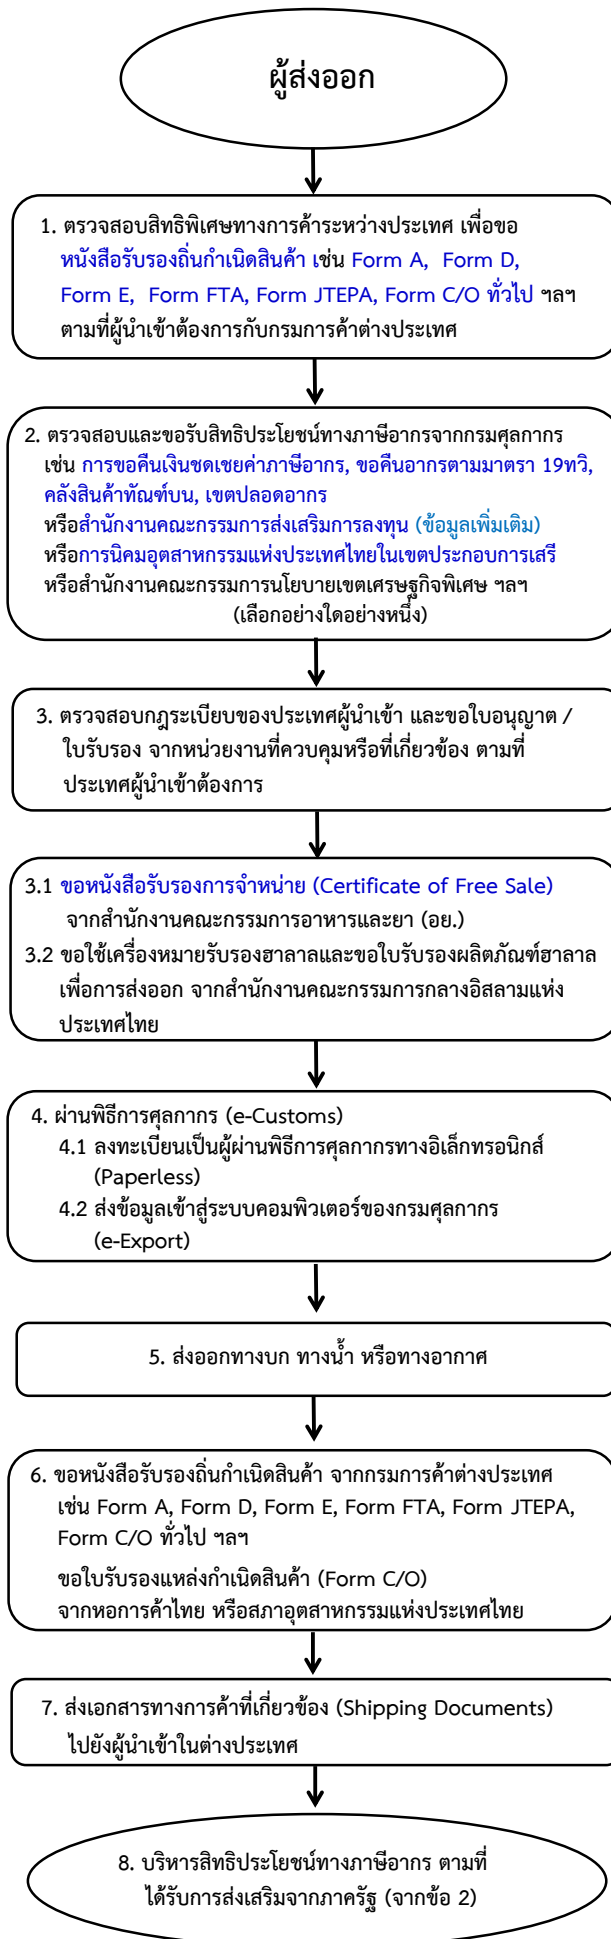 ผู้ส่งออก
1. ตรวจสอบสิทธิพิเศษทางการค้าระหว่างประเทศ เพื่อขอ
หนังสือรับรองถิ่นกำเนิดสินค้า เช่น Form A, Form D,
Form E, Form FTA, Form JTEPA, Form C/O ทั่วไป ฯลฯ
ตามที่ผู้นำเข้าต้องการกับกรมการค้าต่างประเทศ
2. ตรวจสอบและขอรับสิทธิประโยชน์ทางภาษีอากรจากกรมศุลกากร
เช่น การขอคืนเงินชดเชยค่าภาษีอากร, ขอคืนอากรตามมาตรา 19ทวิ,
คลังสินค้าทัณฑ์บน, เขตปลอดอากร
หรือสำนักงานคณะกรรมการส่งเสริมการลงทุน (ข้อมูลเพิ่มเติม)
หรือการนิคมอุตสาหกรรมแห่งประเทศไทยในเขตประกอบการเสรี
หรือสำนักงานคณะกรรมการนโยบายเขตเศรษฐกิจพิเศษ ฯลฯ
(เลือกอย่างใดอย่างหนึ่ง)
3. ตรวจสอบกฎระเบียบของประเทศผู้นำเข้า และขอใบอนุญาต /
ใบรับรอง จากหน่วยงานที่ควบคุมหรือที่เกี่ยวข้อง ตามที่
ประเทศผู้นำเข้าต้องการ
3.1 ขอหนังสือรับรองการจำหน่าย (Certificate of Free Sale)
จากสำนักงานคณะกรรมการอาหารและยา (อย.)
3.2 ขอใช้เครื่องหมายรับรองฮาลาลและขอใบรับรองผลิตภัณฑ์ฮาลาล
เพื่อการส่งออก จากสำนักงานคณะกรรมการกลางอิสลามแห่ง
ประเทศไทย
4. ผ่านพิธีการศุลกากร (e-Customs)
4.1 ลงทะเบียนเป็นผู้ผ่านพิธีการศุลกากรทางอิเล็กทรอนิกส์
(Paperless)
4.2 ส่งข้อมูลเข้าสู่ระบบคอมพิวเตอร์ของกรมศุลกากร
(e-Export)
5. ส่งออกทางบก ทางน้ำ หรือทางอากาศ
6. ขอหนังสือรับรองถิ่นกำเนิดสินค้า จากกรมการค้าต่างประเทศ
เช่น Form A, Form D, Form E, Form FTA, Form JTEPA,
Form C/O ทั่วไป ฯลฯ
ขอใบรับรองแหล่งกำเนิดสินค้า (Form C/O)
จากหอการค้าไทย หรือสภาอุตสาหกรรมแห่งประเทศไทย
7. ส่งเอกสารทางการค้าที่เกี่ยวข้อง (Shipping Documents)
ไปยังผู้นำเข้าในต่างประเทศ
8. บริหารสิทธิประโยชน์ทางภาษีอากร ตามที่
ได้รับการส่งเสริมจากภาครัฐ (จากข้อ 2)